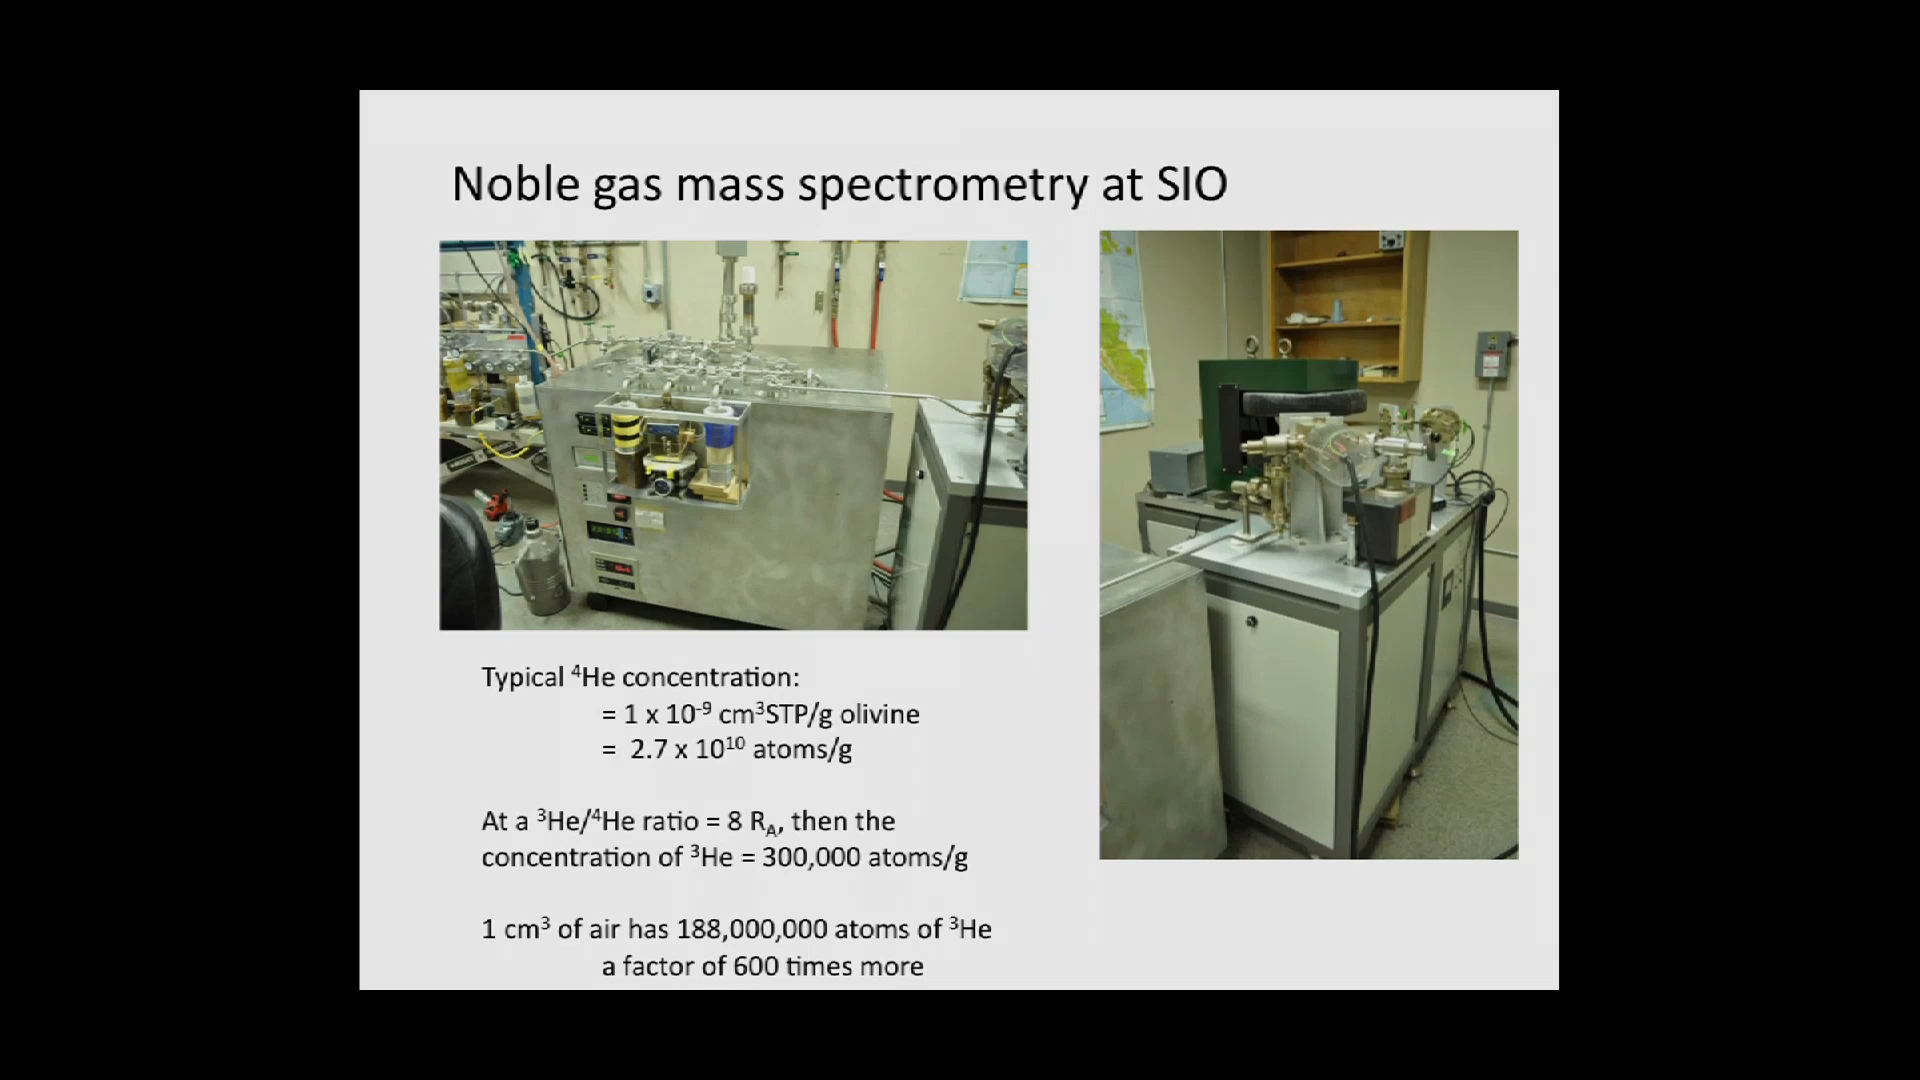 Noble gas mass spectrometry at SIO
Typical ⁴He concentration:
= 1 x 10⁻⁹ cm³STP/g olivine
= 2.7 x 10¹⁰ atoms/g
At a ³He/⁴He ratio = 8 R_A, then the
concentration of ³He = 300,000 atoms/g
1 cm³ of air has 188,000,000 atoms of ³He
a factor of 600 times more